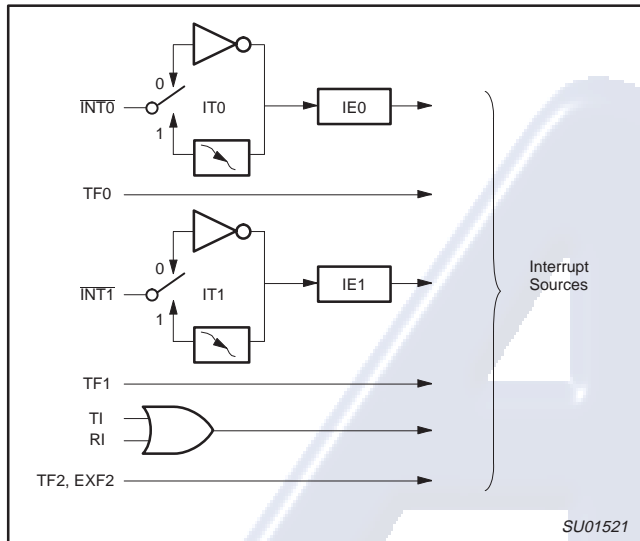 0
INT0
IT0
IE0
1
TF0
0
INT1
IT1
IE1
1
Interrupt
Sources
TF1
TI
RI
TF2, EXF2
SU01521